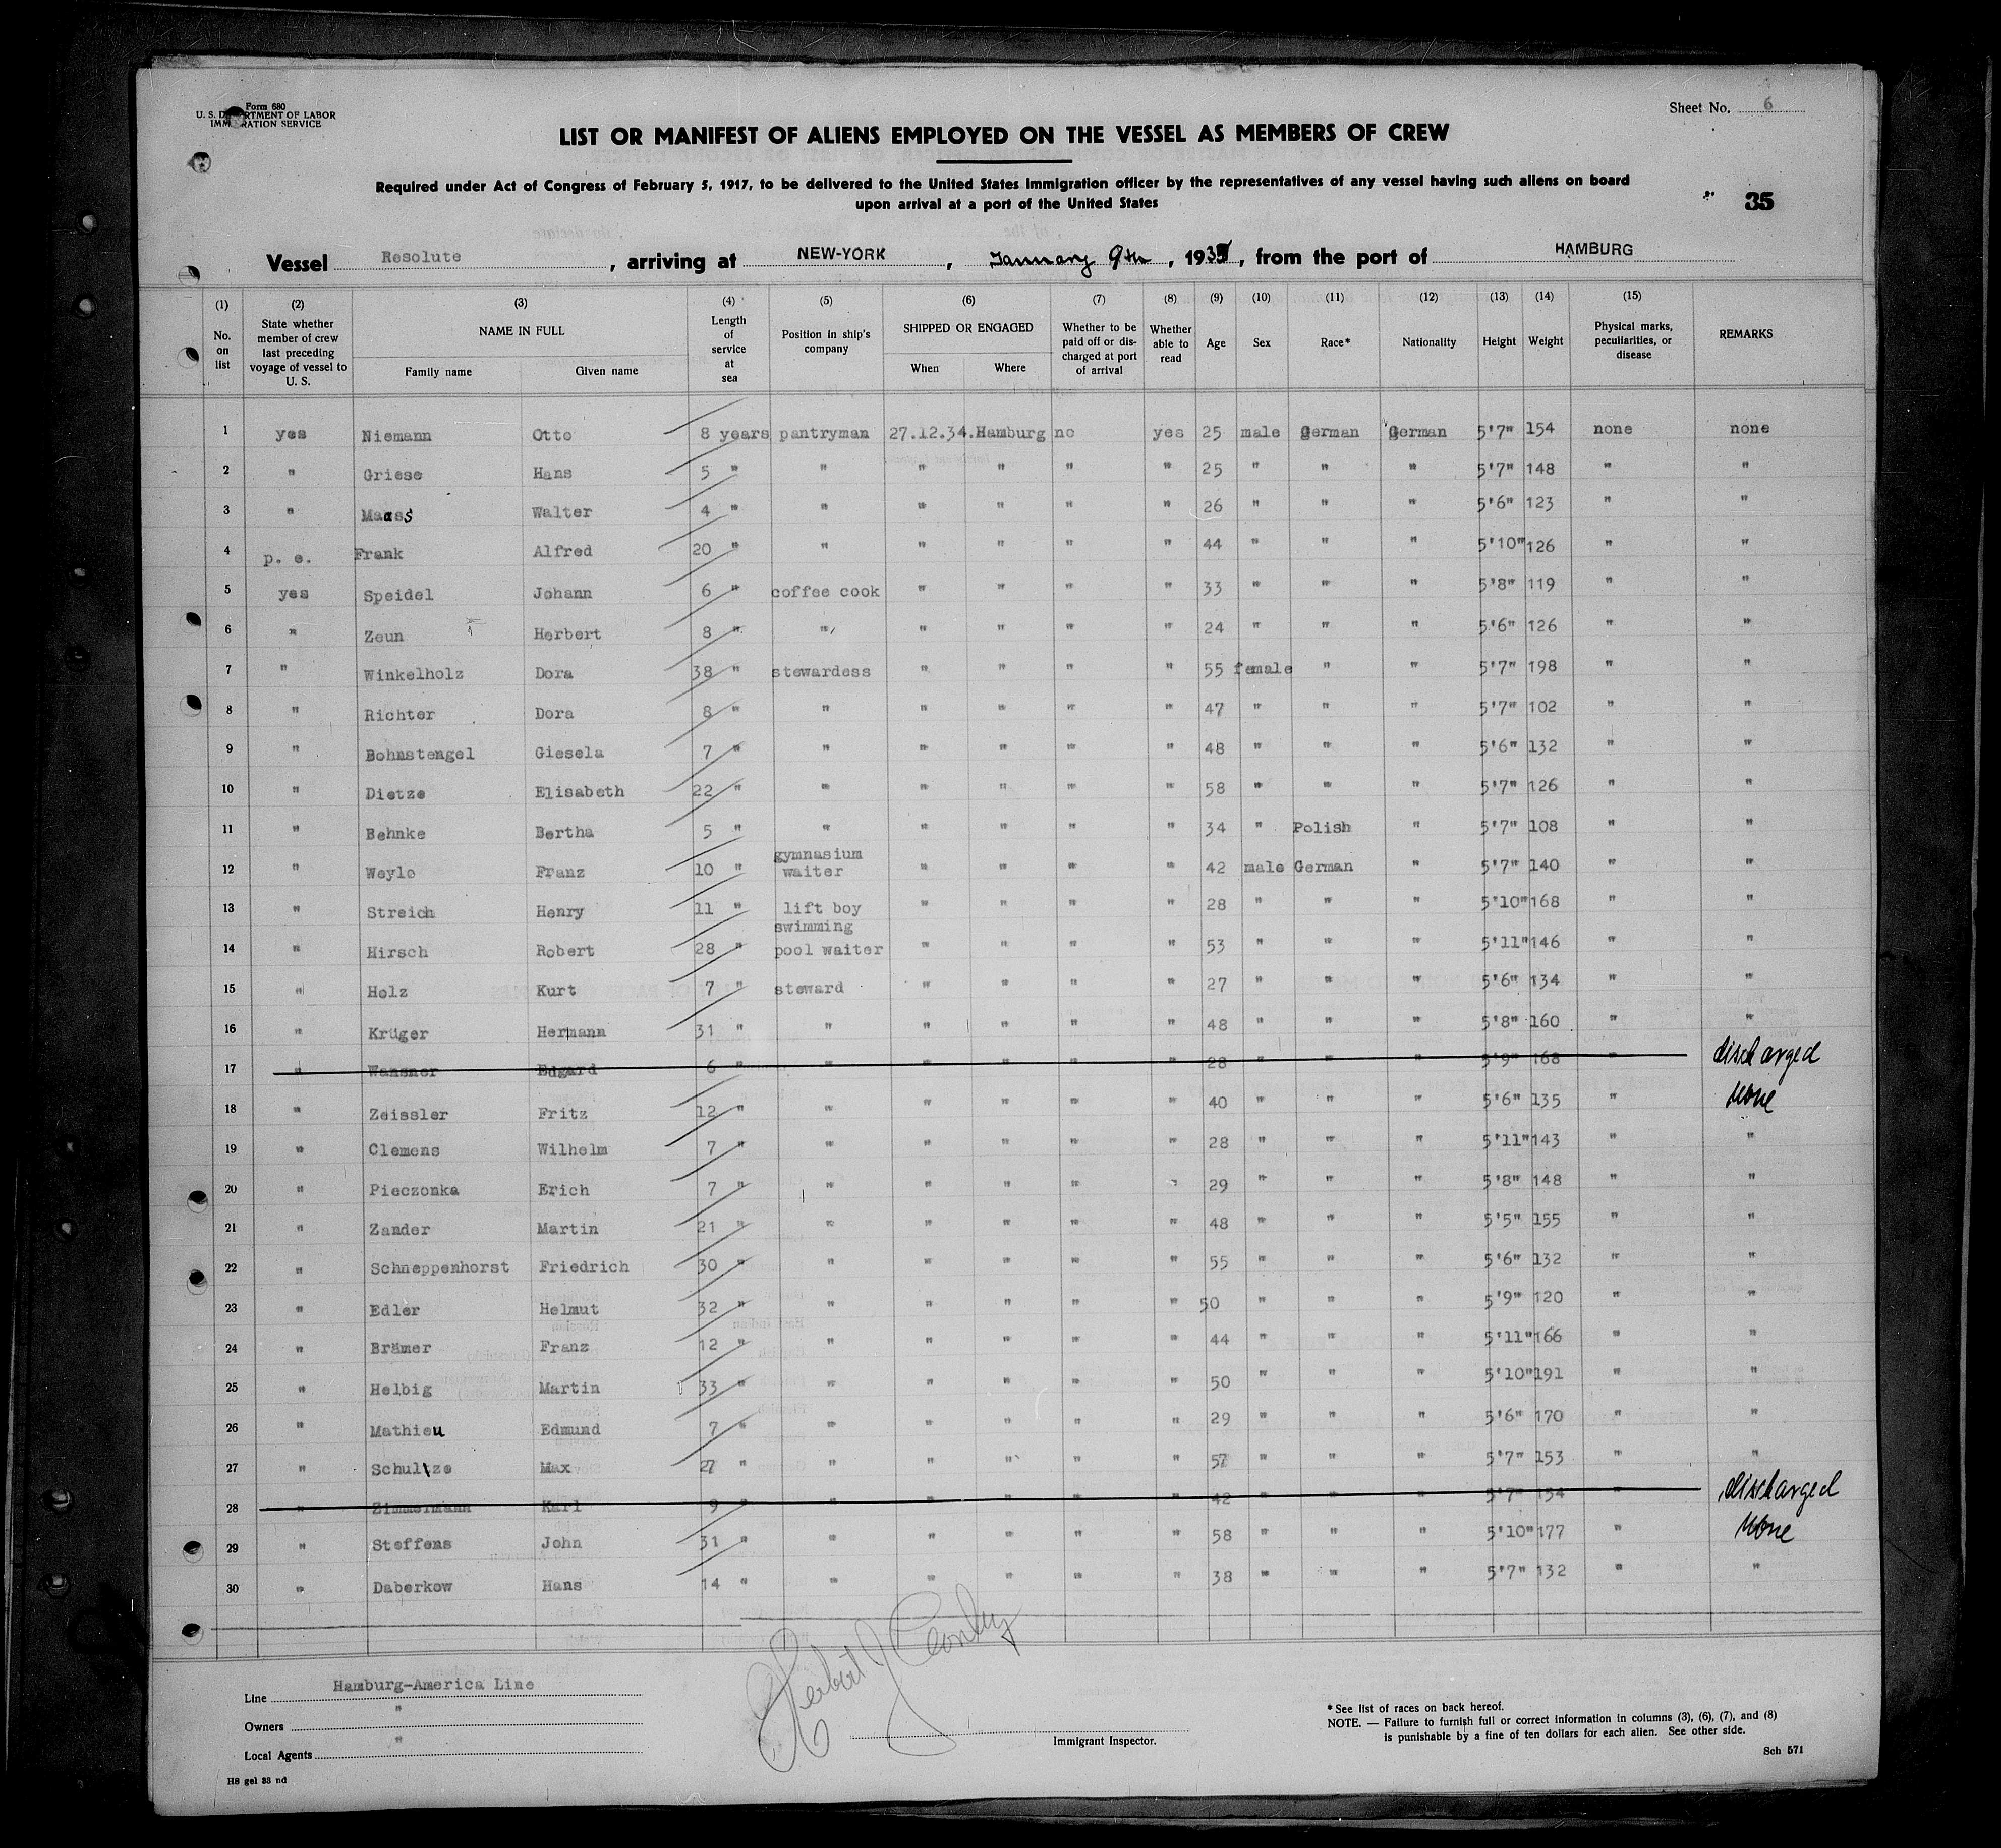 Form 680
U. S. DEPARTMENT OF LABOR
IMMIGRATION SERVICE
Sheet No. 6
LIST OR MANIFEST OF ALIENS EMPLOYED ON THE VESSEL AS MEMBERS OF CREW
Required under Act of Congress of February 5, 1917, to be delivered to the United States Immigration officer by the representatives of any vessel having such aliens on board
upon arrival at a port of the United States
35
Vessel Resolute, arriving at NEW-YORK, January 9th, 1935, from the port of HAMBURG
(1) No. on list (2) State whether member of crew last preceding voyage of vessel to U. S. (3) NAME IN FULL Family name Given name (4) Length of service at sea (5) Position in ship's company (6) SHIPPED OR ENGAGED When Where (7) Whether to be paid off or discharged at port of arrival (8) Whether able to read (9) Age (10) Sex (11) Race* (12) Nationality (13) Height (14) Weight (15) Physical marks, peculiarities, or disease REMARKS
1 yes Niemann Otto 8 years pantryman 27.12.34. Hamburg no yes 25 male German German 5'7" 154 none none
2 " Griese Hans 5 " " " " " " 25 " " " 5'7" 148 " "
3 " Maass Walter 4 " " " " " " 26 " " " 5'6" 123 " "
4 p. e. Frank Alfred 20 " " " " " " 44 " " " 5'10" 126 " "
5 yes Speidel Johann 6 " coffee cook " " " " 33 " " " 5'8" 119 " "
6 " Zeun Herbert 8 " " " " " " 24 " " " 5'6" 126 " "
7 " Winkelholz Dora 38 " stewardess " " " " 55 female " " 5'7" 198 " "
8 " Richter Dora 8 " " " " " " 47 " " " 5'7" 102 " "
9 " Bohmstengel Giesela 7 " " " " " " 48 " " " 5'6" 132 " "
10 " Dietze Elisabeth 22 " " " " " " 58 " " " 5'7" 126 " "
11 " Behnke Bertha 5 " " " " " " 34 " Polish " 5'7" 108 " "
12 " Weyle Franz 10 " gymnasium waiter " " " " 42 male German " 5'7" 140 " "
13 " Streich Henry 11 " lift boy " " " " 28 " " " 5'10" 168 " "
14 " Hirsch Robert 28 " swimming pool waiter " " " " 53 " " " 5'11" 146 " "
15 " Holz Kurt 7 " steward " " " " 27 " " " 5'6" 134 " "
16 " Krüger Hermann 31 " " " " " " 48 " " " 5'8" 160 " "
17 " Wansner Edgard 6 " " " " " " 28 " " " 5'9" 168 " discharged
18 " Zeissler Fritz 12 " " " " " " 40 " " " 5'6" 135 " None
19 " Clemens Wilhelm 7 " " " " " " 28 " " " 5'11" 143 " "
20 " Pieczonka Erich 7 " " " " " " 29 " " " 5'8" 148 " "
21 " Zander Martin 21 " " " " " " 48 " " " 5'5" 155 " "
22 " Schneppenhorst Friedrich 30 " " " " " " 55 " " " 5'6" 132 " "
23 " Edler Helmut 32 " " " " " " 50 " " " 5'9" 120 " "
24 " Brämer Franz 12 " " " " " " 44 " " " 5'11" 166 " "
25 " Helbig Martin 33 " " " " " " 50 " " " 5'10" 191 " "
26 " Mathieu Edmund 7 " " " " " " 29 " " " 5'6" 170 " "
27 " Schultze Max 27 " " " " " " 57 " " " 5'7" 153 " "
28 " Zimmermann Karl 9 " " " " " " 42 " " " 5'7" 154 " discharged
29 " Steffens John 31 " " " " " " 58 " " " 5'10" 177 " None
30 " Daberkow Hans 14 " " " " " " 38 " " " 5'7" 132 " "
Line Hamburg-America Line
Owners "
Local Agents "
H8 gel 33 nd
Herbert J Conley
Immigrant Inspector.
* See list of races on back hereof.
NOTE. — Failure to furnish full or correct information in columns (3), (6), (7), and (8)
is punishable by a fine of ten dollars for each alien. See other side.
Sch 571